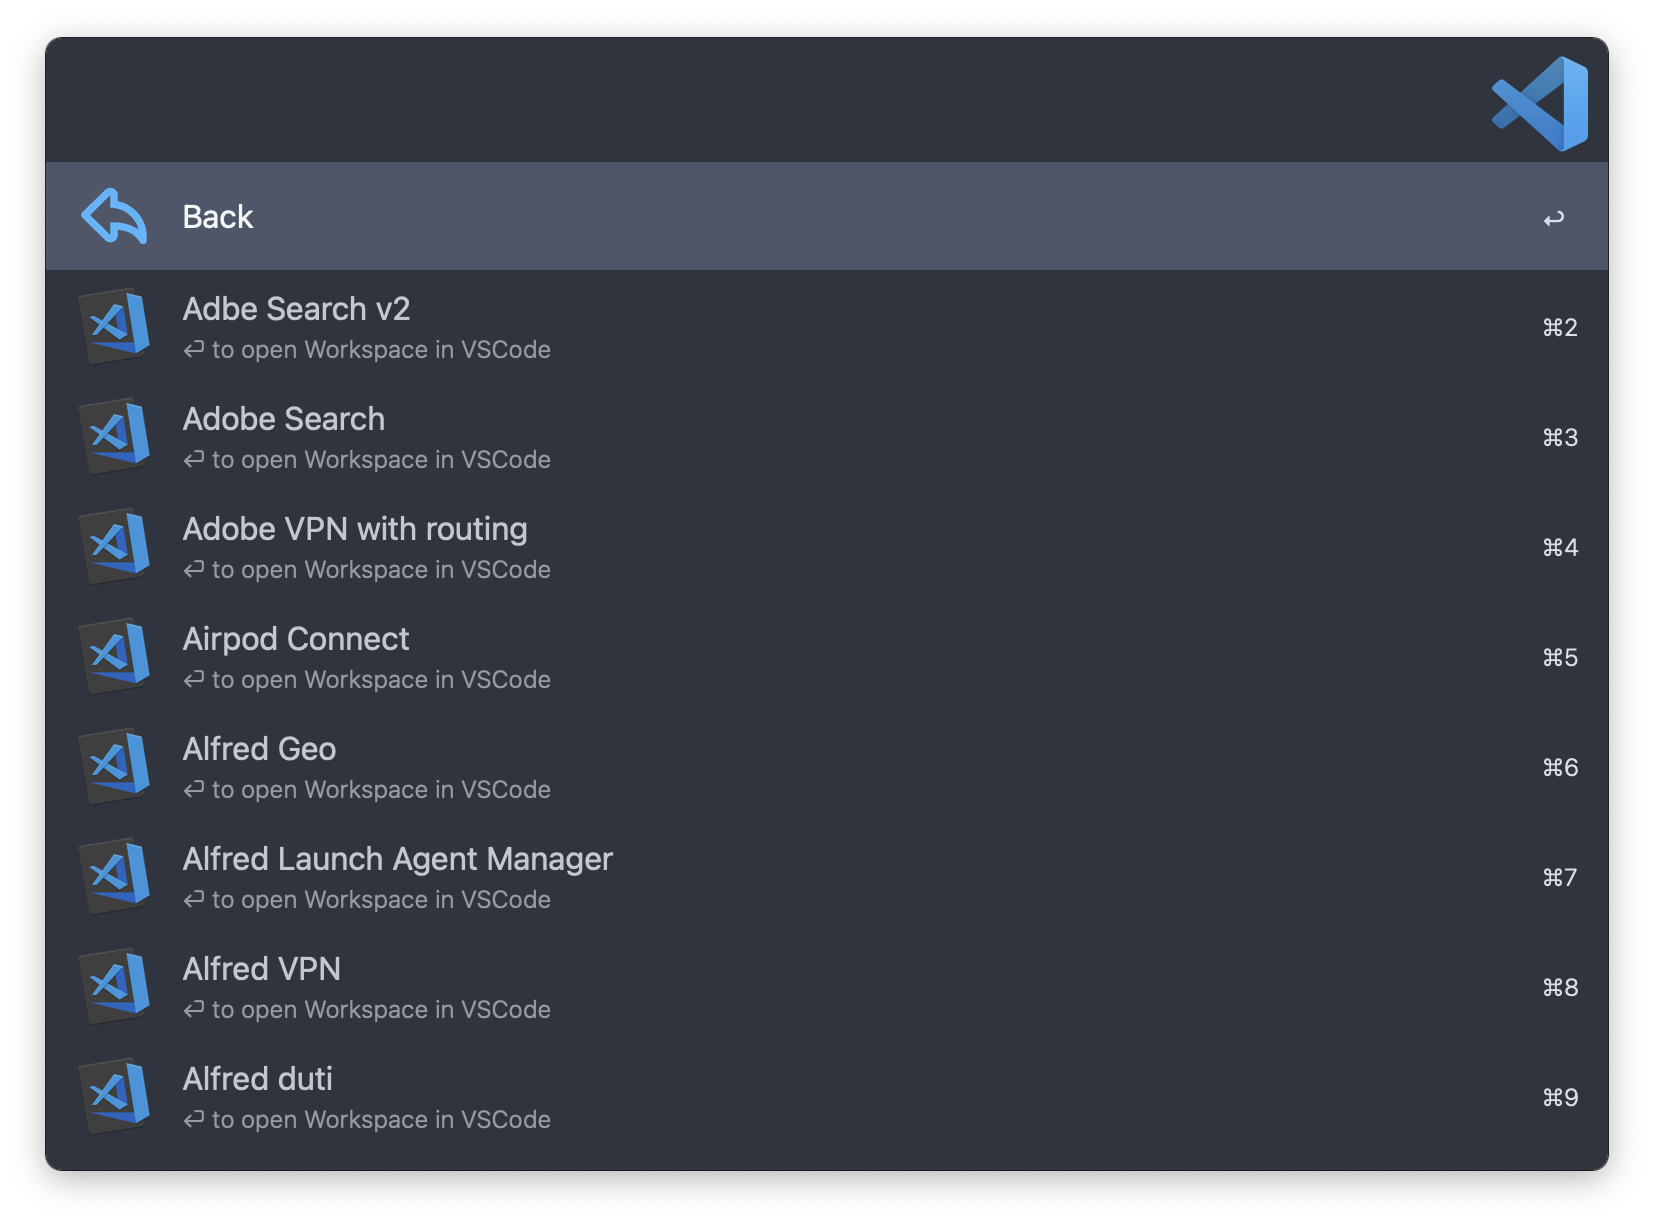 Back ↩
Adbe Search v2
↩ to open Workspace in VSCode
⌘2
Adobe Search
↩ to open Workspace in VSCode
⌘3
Adobe VPN with routing
↩ to open Workspace in VSCode
⌘4
Airpod Connect
↩ to open Workspace in VSCode
⌘5
Alfred Geo
↩ to open Workspace in VSCode
⌘6
Alfred Launch Agent Manager
↩ to open Workspace in VSCode
⌘7
Alfred VPN
↩ to open Workspace in VSCode
⌘8
Alfred duti
↩ to open Workspace in VSCode
⌘9